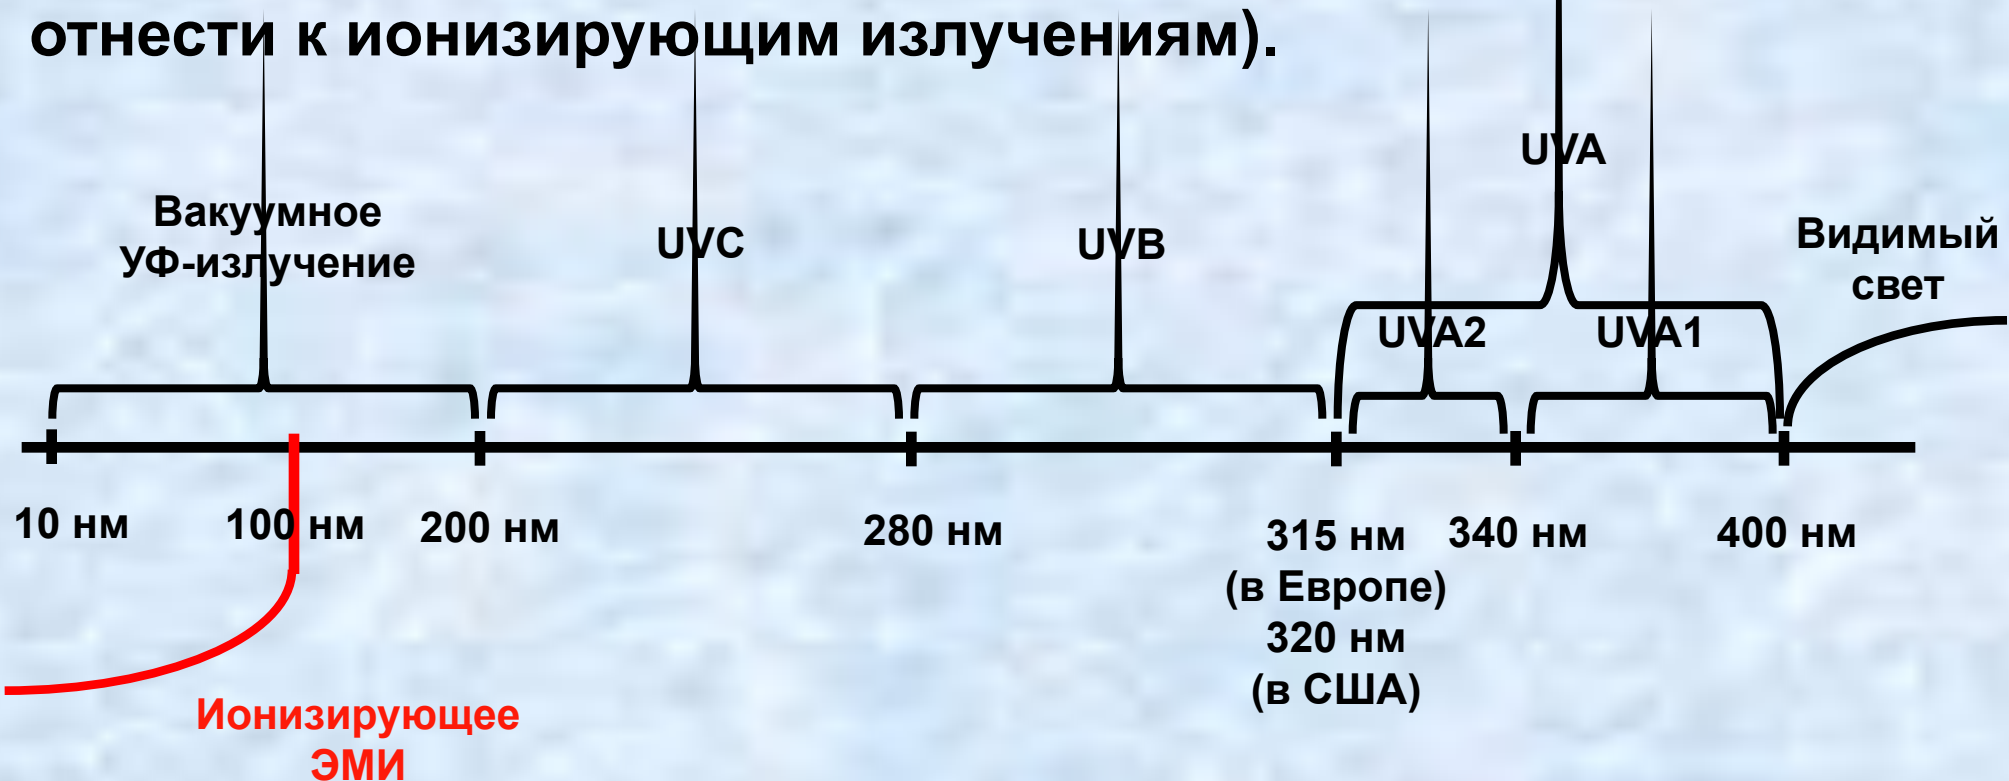 отнести к ионизирующим излучениям).
UVA
Вакуумное
УФ-излучение
UVC
UVB
Видимый
свет
UVA2
UVA1
10 нм
100 нм
200 нм
280 нм
315 нм
(в Европе)
320 нм
(в США)
340 нм
400 нм
Ионизирующее
ЭМИ